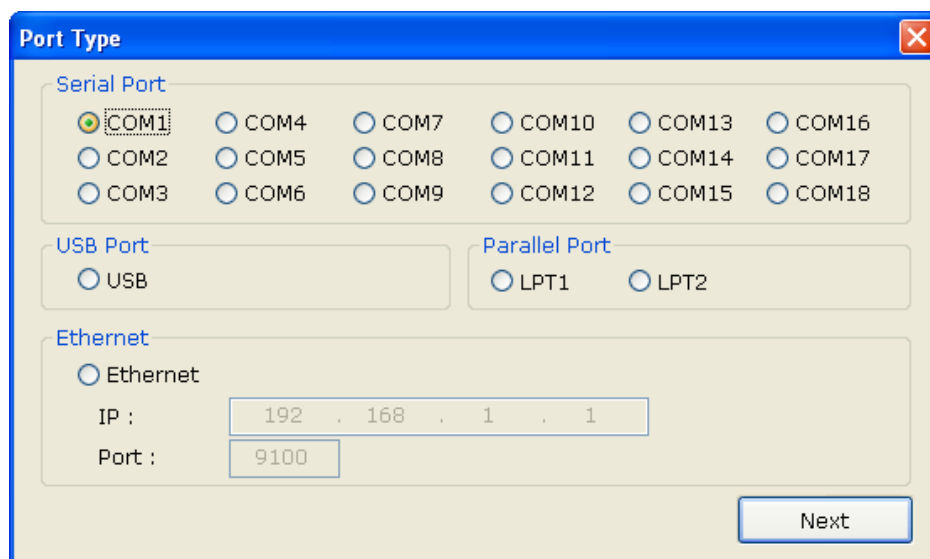 Port Type
Serial Port
COM1 COM4 COM7 COM10 COM13 COM16
COM2 COM5 COM8 COM11 COM14 COM17
COM3 COM6 COM9 COM12 COM15 COM18
USB Port Parallel Port
USB LPT1 LPT2
Ethernet
Ethernet
IP : 192 . 168 . 1 . 1
Port : 9100
Next